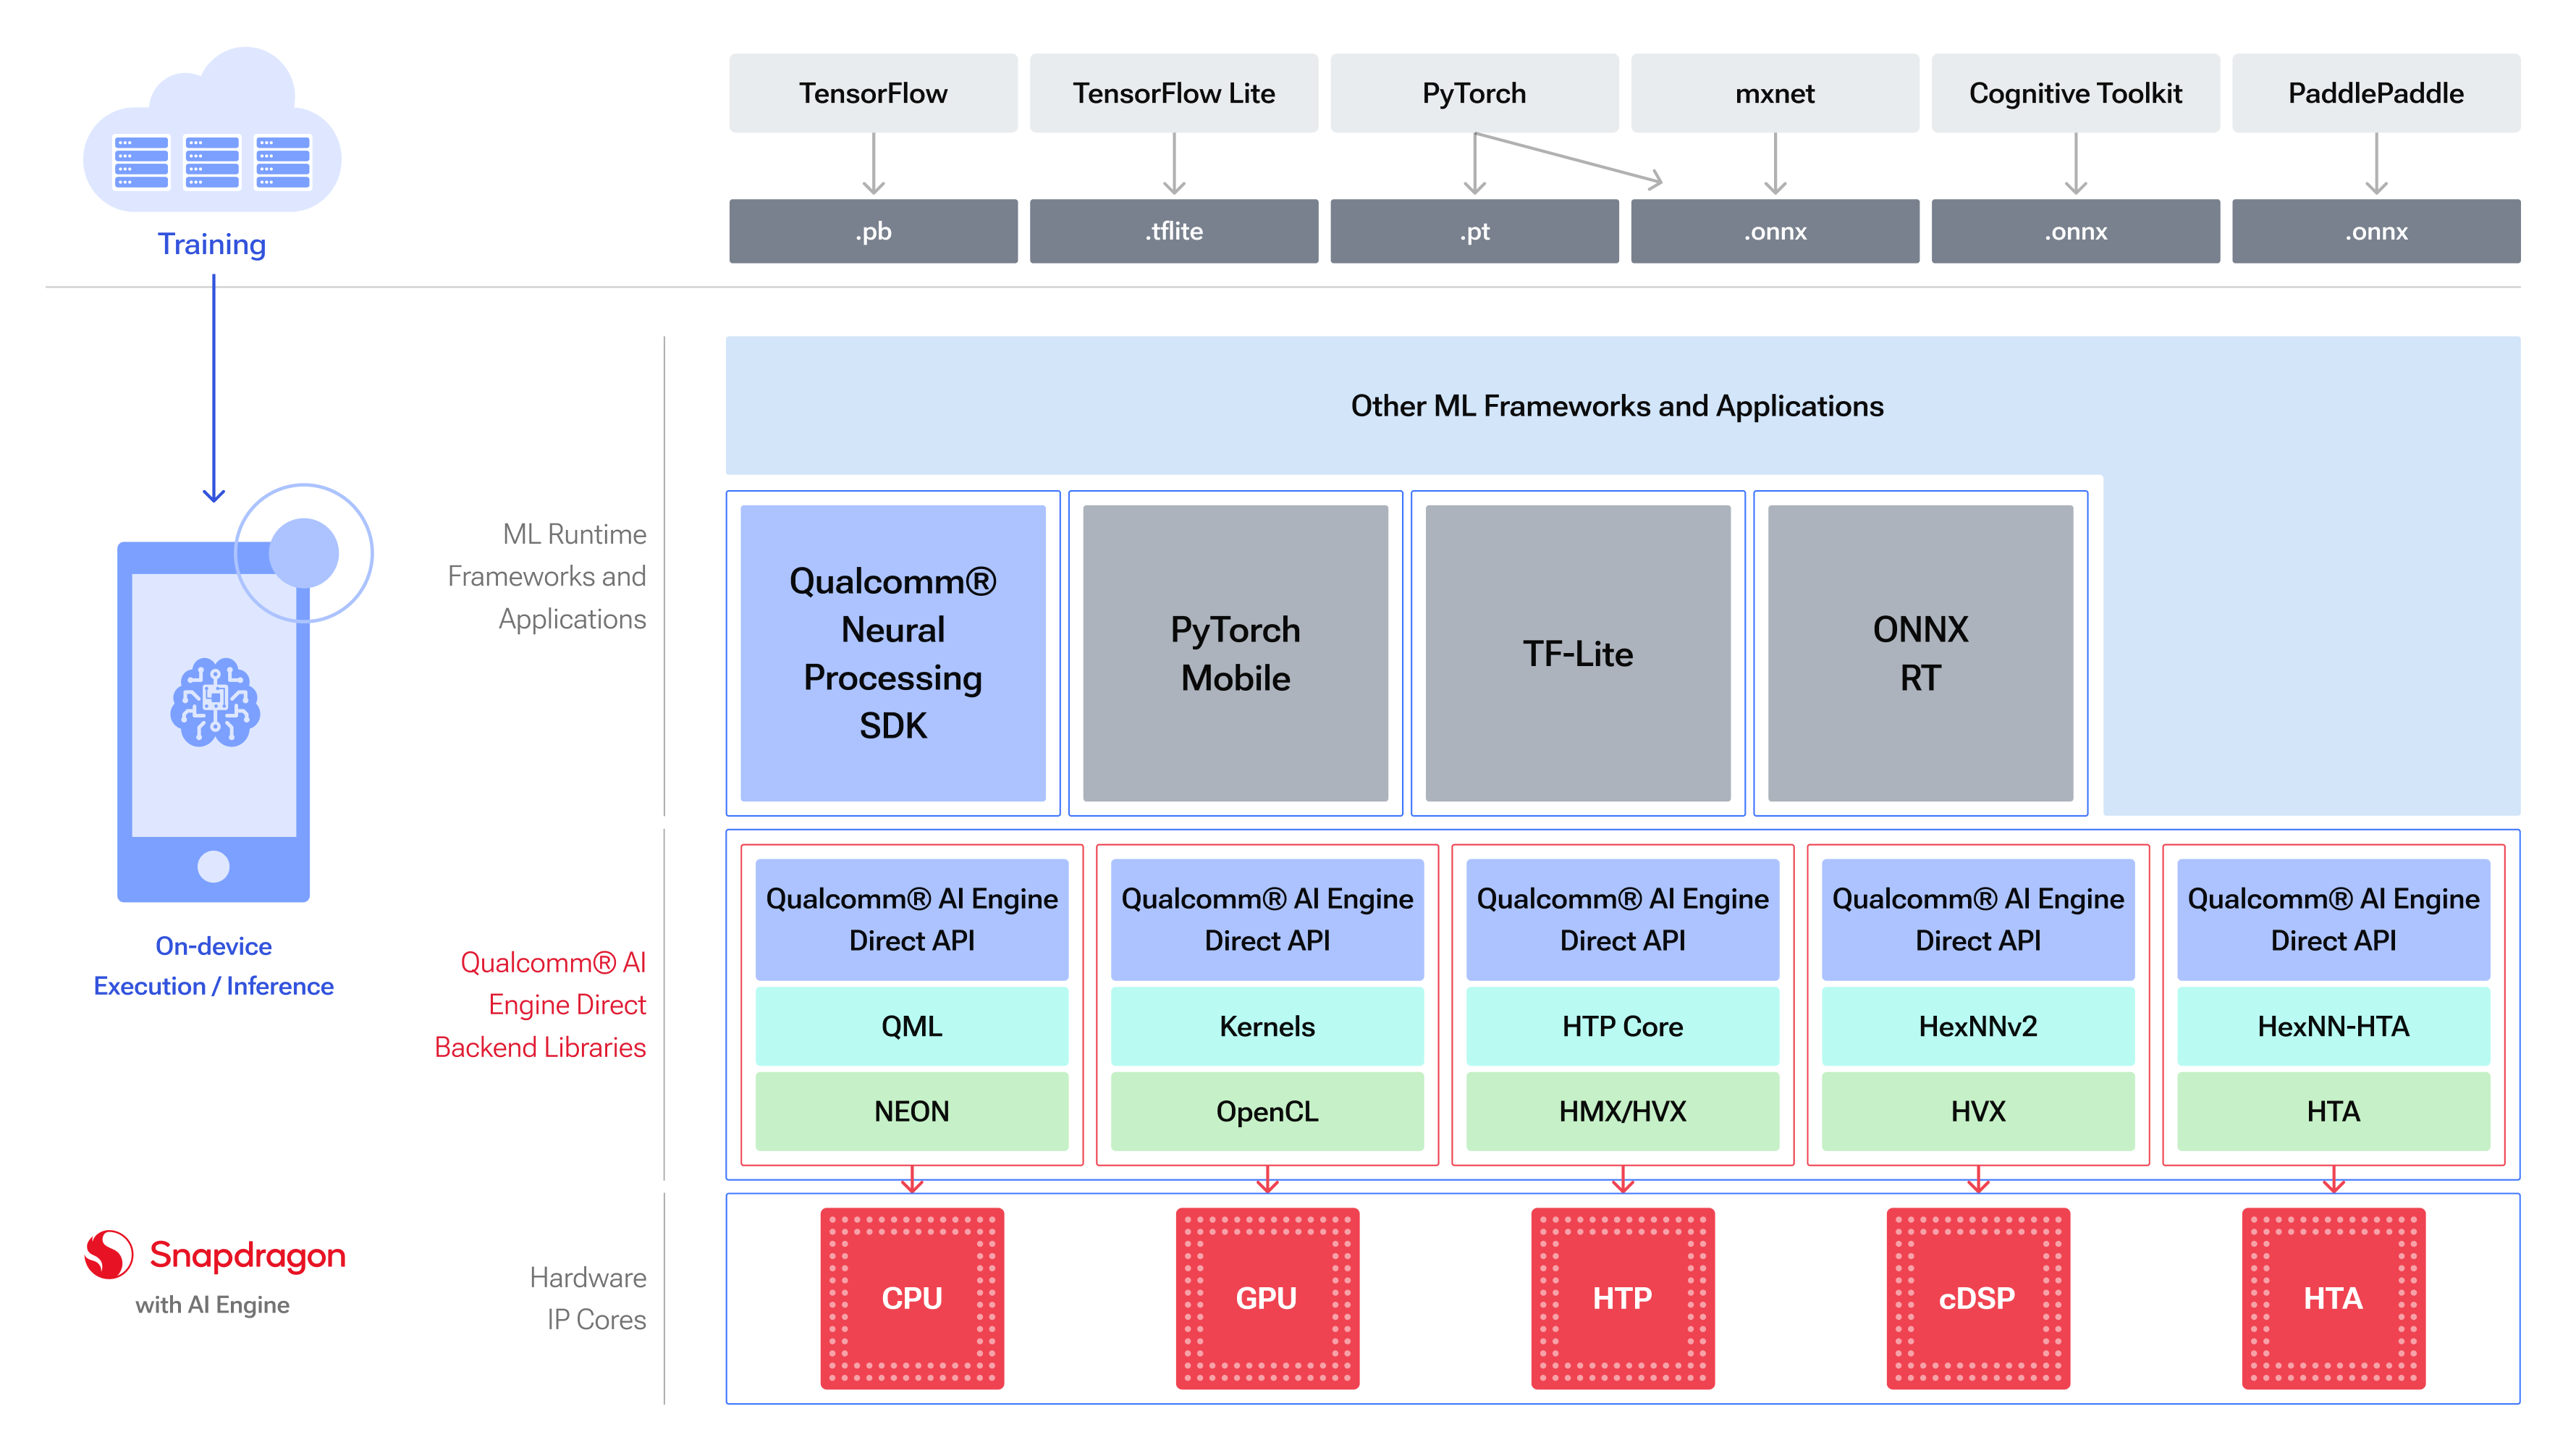 TensorFlow
TensorFlow Lite
PyTorch
mxnet
Cognitive Toolkit
PaddlePaddle
.pb
.tflite
.pt
.onnx
.onnx
.onnx
Training
Other ML Frameworks and Applications
ML Runtime
Frameworks and
Applications
Qualcomm®
Neural
Processing
SDK
PyTorch
Mobile
TF-Lite
ONNX
RT
On-device
Execution / Inference
Qualcomm® AI
Engine Direct
Backend Libraries
Qualcomm® AI Engine
Direct API
QML
NEON
Qualcomm® AI Engine
Direct API
Kernels
OpenCL
Qualcomm® AI Engine
Direct API
HTP Core
HMX/HVX
Qualcomm® AI Engine
Direct API
HexNNv2
HVX
Qualcomm® AI Engine
Direct API
HexNN-HTA
HTA
Snapdragon
with AI Engine
Hardware
IP Cores
CPU
GPU
HTP
cDSP
HTA